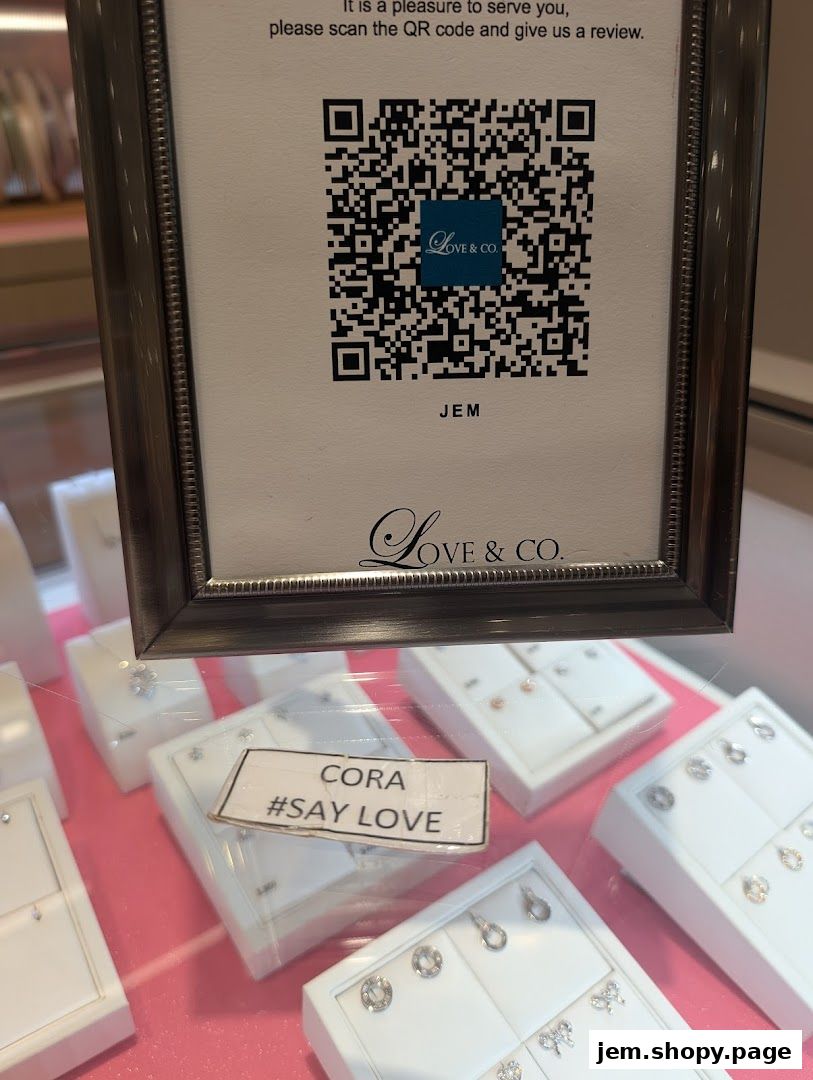 It is a pleasure to serve you,
please scan the QR code and give us a review.
LOVE & CO.
JEM
LOVE & CO.
CORA
#SAY LOVE
jem.shopy.page